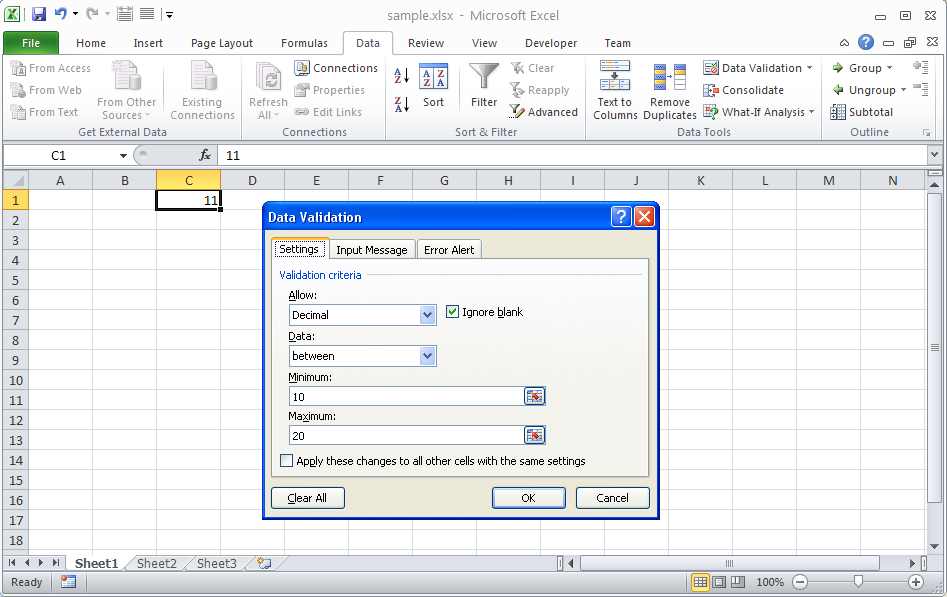 sample.xlsx - Microsoft Excel
File Home Insert Page Layout Formulas Data Review View Developer Team
From Access
From Web
From Text
From Other Sources
Existing Connections
Get External Data
Refresh All
Connections
Properties
Edit Links
Connections
Sort
Filter
Clear
Reapply
Advanced
Sort & Filter
Text to Columns
Remove Duplicates
Data Validation
Consolidate
What-If Analysis
Data Tools
Group
Ungroup
Subtotal
Outline
C1 fx 11
A B C D E F G H I J K L M N
1 11
2
3
4
5
6
7
8
9
10
11
12
13
14
15
16
17
18
Data Validation
Settings Input Message Error Alert
Validation criteria
Allow:
Decimal Ignore blank
Data:
between
Minimum:
10
Maximum:
20
Apply these changes to all other cells with the same settings
Clear All OK Cancel
Sheet1 Sheet2 Sheet3
Ready 100%